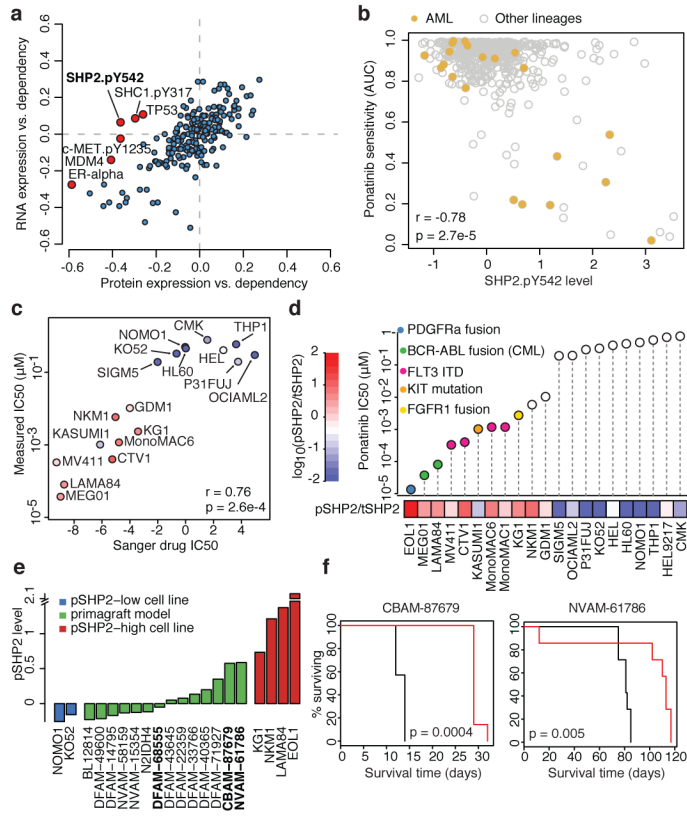 a
RNA expression vs. dependency
0.6
0.4
0.2
0.0
-0.2
-0.4
-0.6
SHP2.pY542
SHC1.pY317
TP53
c-MET.pY1235
MDM4
ER-alpha
-0.6 -0.4 -0.2 0.0 0.2 0.4 0.6
Protein expression vs. dependency
b
AML
Other lineages
Ponatinib sensitivity (AUC)
1.0
0.8
0.6
0.4
0.2
0.0
r = -0.78
p = 2.7e-5
-1 0 1 2 3
SHP2.pY542 level
c
Measured IC50 (μM)
10-1
10-3
10-5
CMK
THP1
NOMO1
KO52
HEL
SIGM5
HL60
P31FUJ
OCIAML2
GDM1
NKM1
KASUMI1
KG1
MonoMAC6
MV411
CTV1
LAMA84
MEG01
r = 0.76
p = 2.6e-4
-8 -6 -4 -2 0 2 4
Sanger drug IC50
log10(pSHP2/tSHP2)
2
1
0
-1
-2
d
PDGFRa fusion
BCR-ABL fusion (CML)
FLT3 ITD
KIT mutation
FGFR1 fusion
Ponatinib IC50 (μM)
1
10-1
10-2
10-3
10-4
10-5
pSHP2/tSHP2
EOL1
MEG01
LAMA84
MV411
CTV1
KASUMI1
MonoMAC6
MonoMAC1
KG1
NKM1
GDM1
SIGM5
OCIAML2
P31FUJ
KO52
HEL
HL60
NOMO1
THP1
HEL9217
CMK
e
pSHP2-low cell line
primagraft model
pSHP2-high cell line
pSHP2 level
2.1
1
0.5
0
NOMO1
KO52
BL12814
DFAM-49600
DFAM-14795
NVAM-58159
NVAM-15354
N2IDH4
DFAM-68555
DFAM-43645
DFAM-22359
DFAM-33766
DFAM-40365
DFAM-71927
CBAM-87679
NVAM-61786
KG1
NKM1
LAMA84
EOL1
f
CBAM-87679
% surviving
100
80
60
40
20
0
p = 0.0004
0 5 10 15 20 25 30
Survival time (days)
NVAM-61786
100
80
60
40
20
0
p = 0.005
0 20 40 60 80 100 120
Survival time (days)